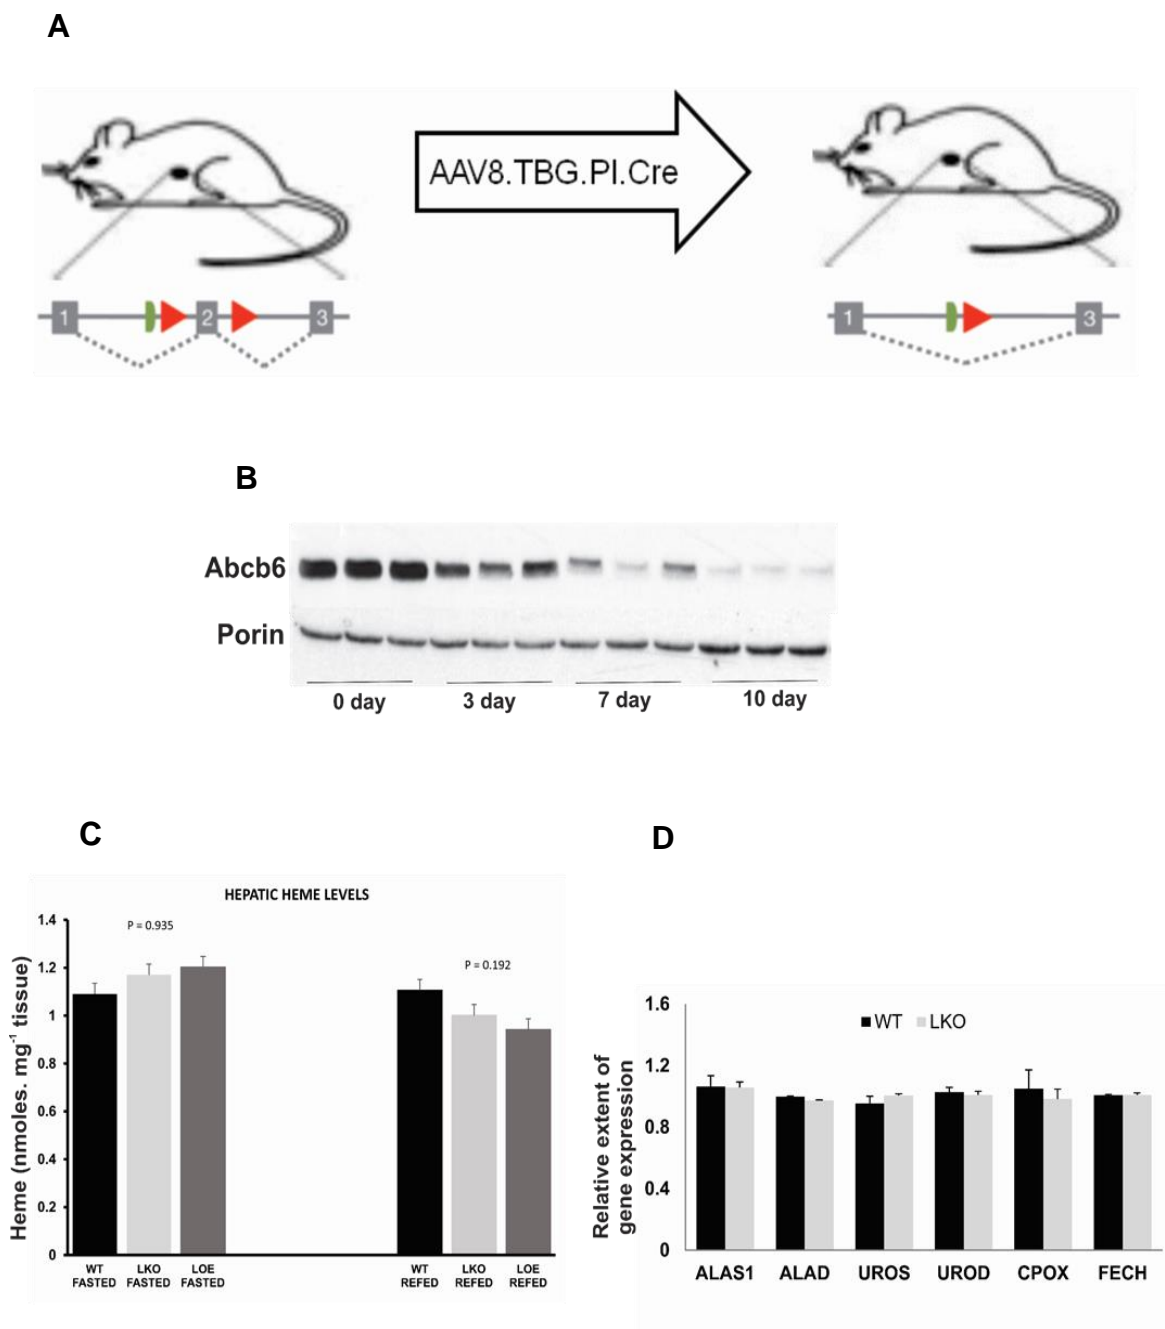 A
AAV8.TBG.PI.Cre
1 2 3
1 3
B
Abcb6
Porin
0 day 3 day 7 day 10 day
C
HEPATIC HEME LEVELS
Heme (nmoles. mg-1 tissue)
1.4
1.2
1
0.8
0.6
0.4
0.2
0
P = 0.935
P = 0.192
WT FASTED
LKO FASTED
LOE FASTED
WT REFED
LKO REFED
LOE REFED
D
Relative extent of
gene expression
1.6
1.2
0.8
0.4
0
WT LKO
ALAS1 ALAD UROS UROD CPOX FECH